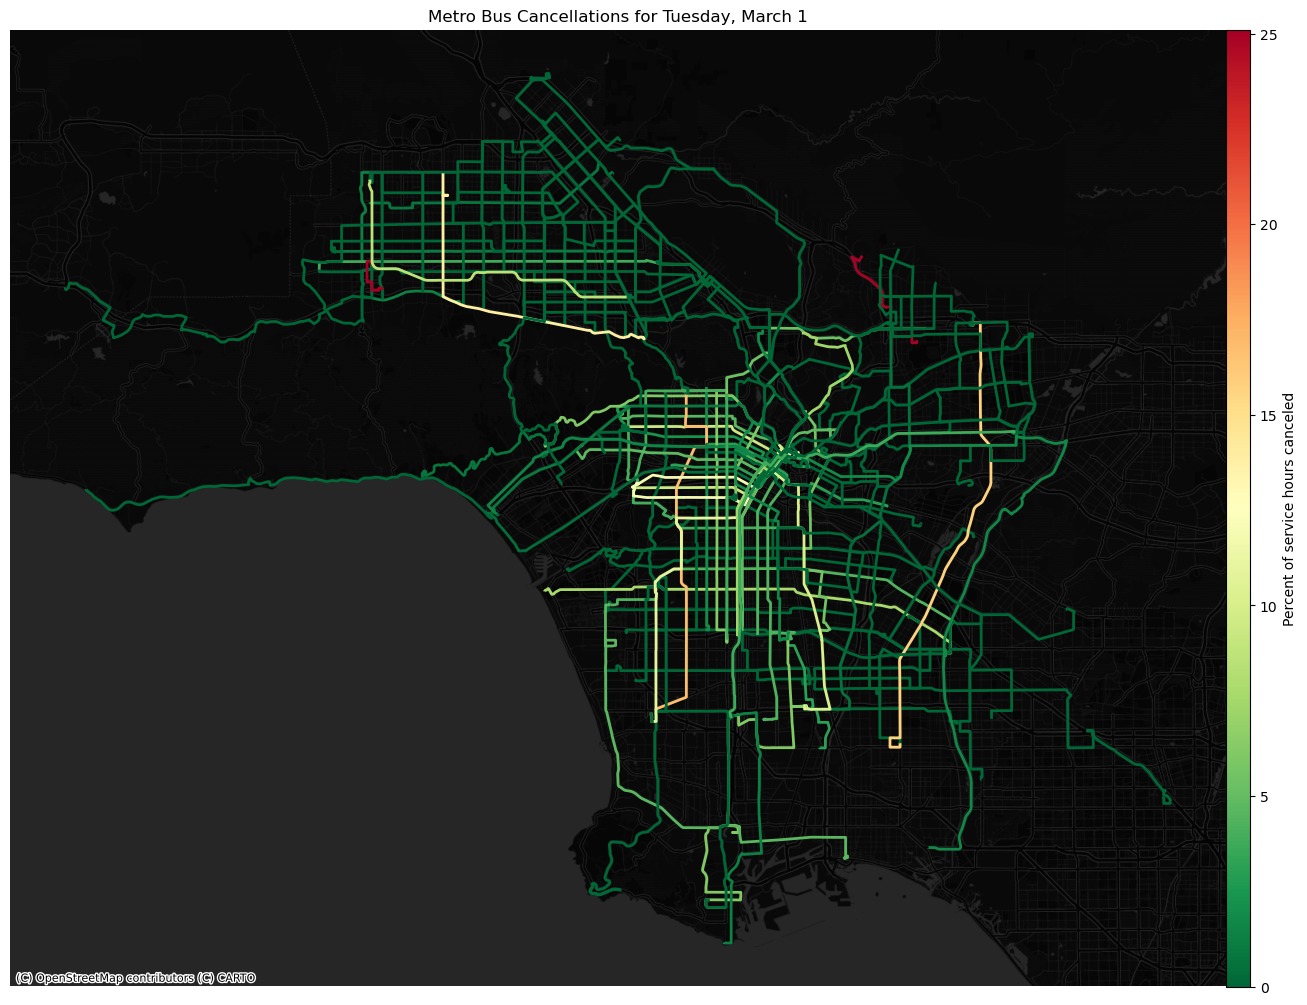 Metro Bus Cancellations for Tuesday, March 1
25
20
15
10
5
0
Percent of service hours canceled
(C) OpenStreetMap contributors (C) CARTO